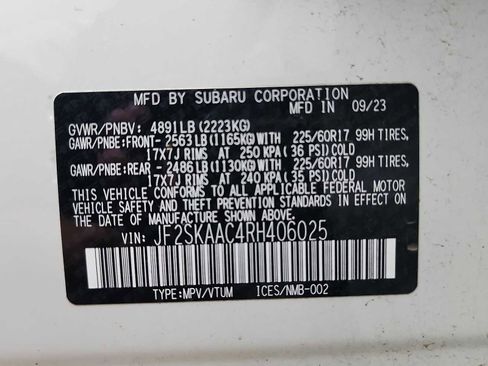 MFD BY SUBARU CORPORATION
MFD IN 09/23
GVWR/PNBV: 4891LB(2223KG)
GAWR/PNBE:FRONT- 2563LB(1165KG)WITH 225/60R17 99H TIRES,
17X7J RIMS AT 250 KPA( 36 PSI)COLD
GAWR/PNBE:REAR - 2486LB(1130KG)WITH 225/60R17 99H TIRES,
17X7J RIMS AT 240 KPA( 35 PSI)COLD
THIS VEHICLE CONFORMS TO ALL APPLICABLE FEDERAL MOTOR
VEHICLE SAFETY AND THEFT PREVENTION STANDARDS IN EFFECT ON
THE DATE OF MANUFACTURE SHOWN ABOVE.
VIN: JF2SKAAC4RH406025
TYPE:MPV/VTUM ICES/NMB-002